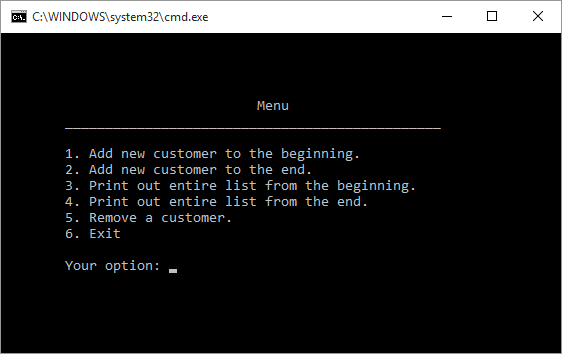 C:\WINDOWS\system32\cmd.exe
Menu
_______________________________________________
1. Add new customer to the beginning.
2. Add new customer to the end.
3. Print out entire list from the beginning.
4. Print out entire list from the end.
5. Remove a customer.
6. Exit
Your option: _